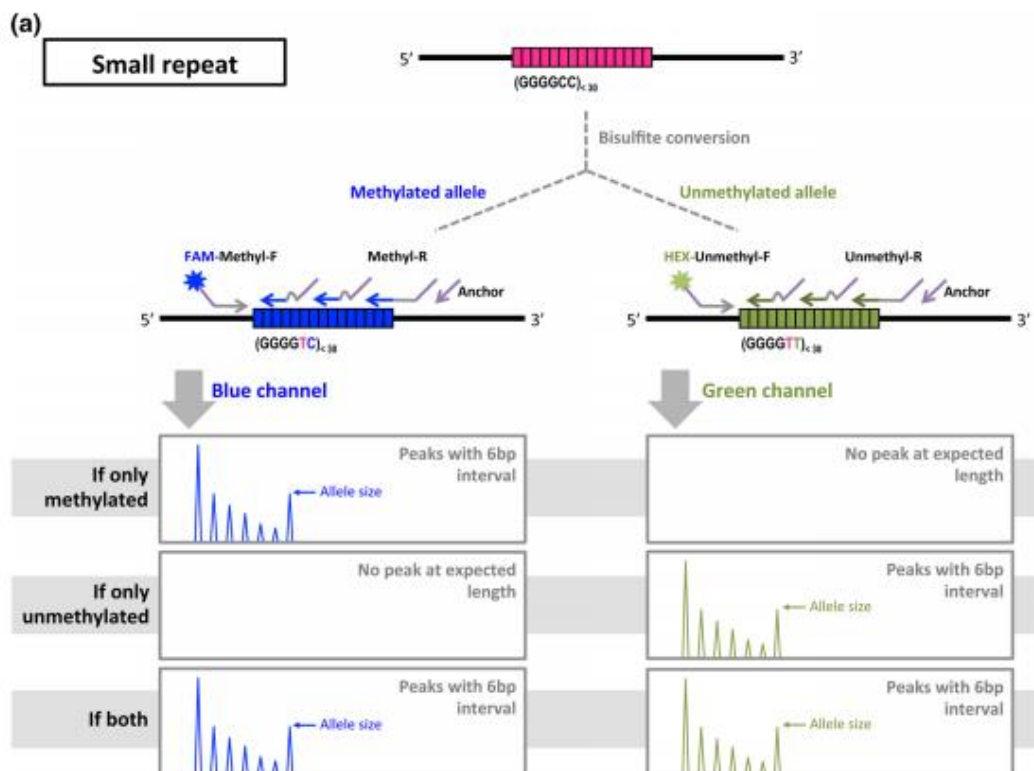 (a)
Small repeat
5' 3'
(GGGGCC)< 30
Bisulfite conversion
Methylated allele
Unmethylated allele
FAM-Methyl-F
Methyl-R
Anchor
5' 3'
(GGGGTC)< 30
HEX-Unmethyl-F
Unmethyl-R
Anchor
5' 3'
(GGGGTT)< 30
Blue channel
Green channel
If only
methylated
Peaks with 6bp
interval
Allele size
No peak at expected
length
If only
unmethylated
No peak at expected
length
Peaks with 6bp
interval
Allele size
If both
Peaks with 6bp
interval
Allele size
Peaks with 6bp
interval
Allele size